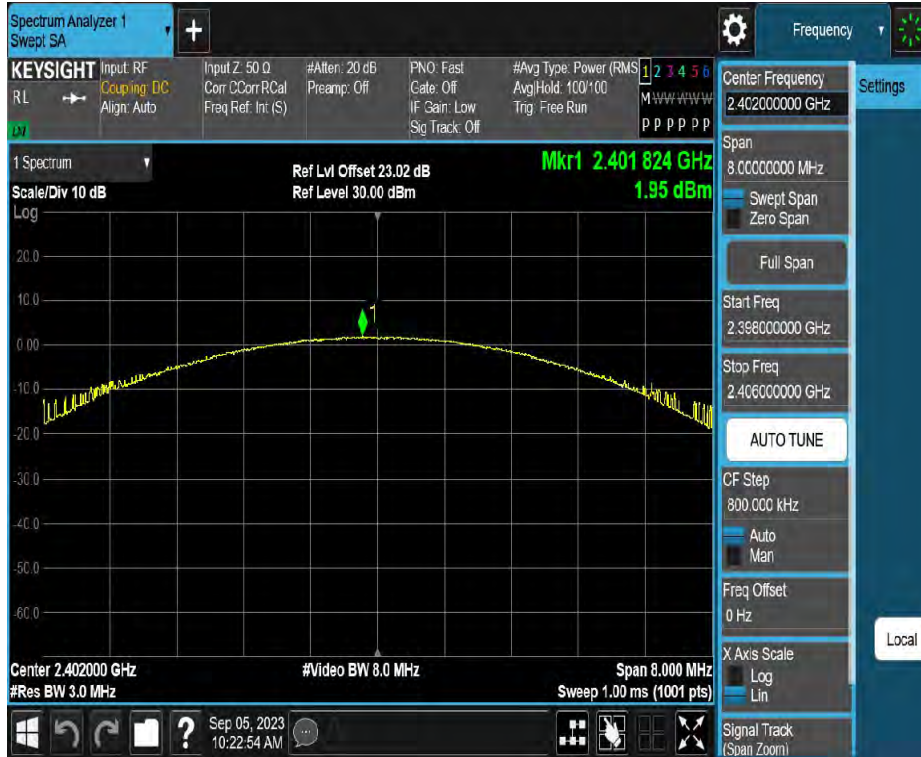 Spectrum Analyzer 1
Swept SA
+
Frequency
KEYSIGHT
RL
Input: RF
Coupling: DC
Align: Auto
Input Z: 50 Ω
Corr CCorr RCal
Freq Ref: Int (S)
#Atten: 20 dB
Preamp: Off
PNO: Fast
Gate: Off
IF Gain: Low
Sig Track: Off
#Avg Type: Power (RMS
Avg|Hold: 100/100
Trig: Free Run
1 2 3 4 5 6
M W W W W W
P P P P P P
1 Spectrum
Scale/Div 10 dB
Log
Ref Lvl Offset 23.02 dB
Ref Level 30.00 dBm
Mkr1 2.401 824 GHz
1.95 dBm
20.0
10.0
0.00
-10.0
-20.0
-30.0
-40.0
-50.0
-60.0
1
Center 2.402000 GHz
#Res BW 3.0 MHz
#Video BW 8.0 MHz
Span 8.000 MHz
Sweep 1.00 ms (1001 pts)
?
Sep 05, 2023
10:22:54 AM
Center Frequency
2.402000000 GHz
Span
8.00000000 MHz
Swept Span
Zero Span
Full Span
Start Freq
2.398000000 GHz
Stop Freq
2.406000000 GHz
AUTO TUNE
CF Step
800.000 kHz
Auto
Man
Freq Offset
0 Hz
X Axis Scale
Log
Lin
Signal Track
(Span Zoom)
Settings
Local